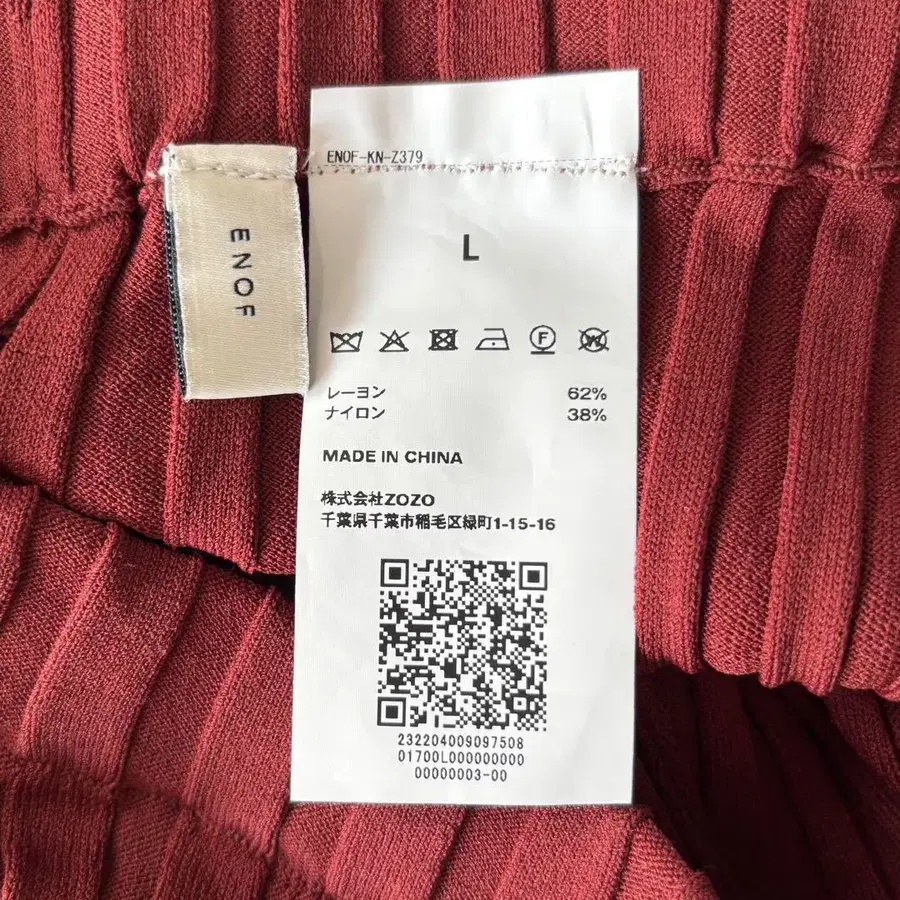 ENOF
ENOF-KN-Z379
L
F
W
レーヨン 62%
ナイロン 38%
MADE IN CHINA
株式会社ZOZO
千葉県千葉市稲毛区緑町1-15-16
232204009097508
01700L000000000
00000003-00